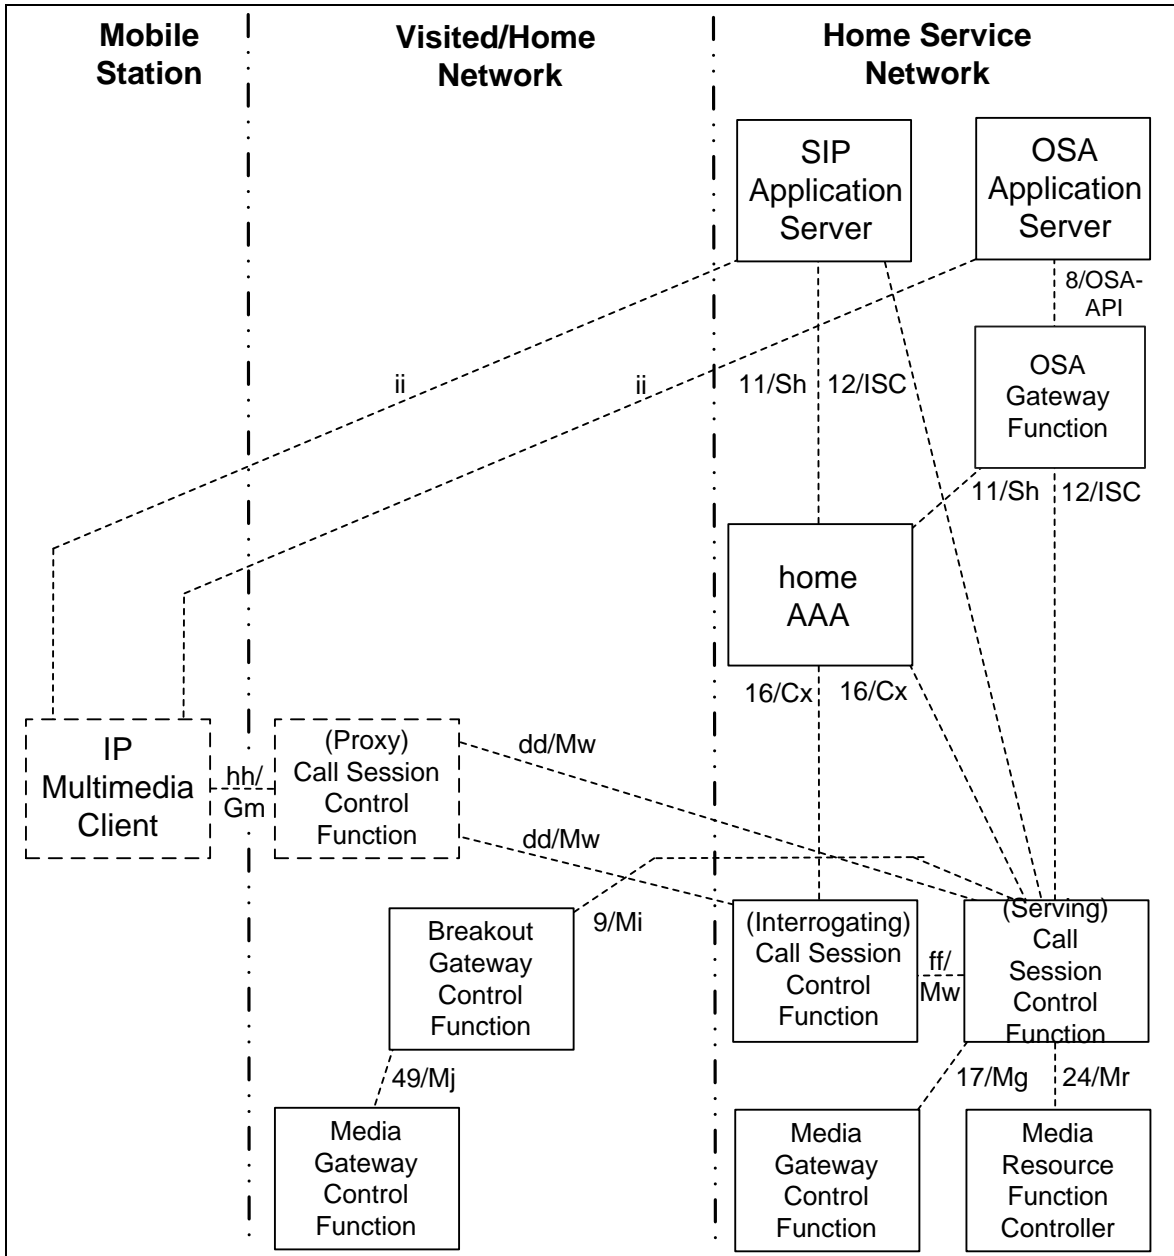 Mobile
Station
Visited/Home
Network
Home Service
Network
SIP
Application
Server
OSA
Application
Server
8/OSA-
API
ii
ii
11/Sh
12/ISC
OSA
Gateway
Function
11/Sh
12/ISC
home
AAA
16/Cx
16/Cx
IP
Multimedia
Client
hh/
Gm
(Proxy)
Call Session
Control
Function
dd/Mw
dd/Mw
Breakout
Gateway
Control
Function
9/Mi
(Interrogating)
Call Session
Control
Function
ff/
Mw
(Serving)
Call
Session
Control
Function
49/Mj
17/Mg
24/Mr
Media
Gateway
Control
Function
Media
Gateway
Control
Function
Media
Resource
Function
Controller